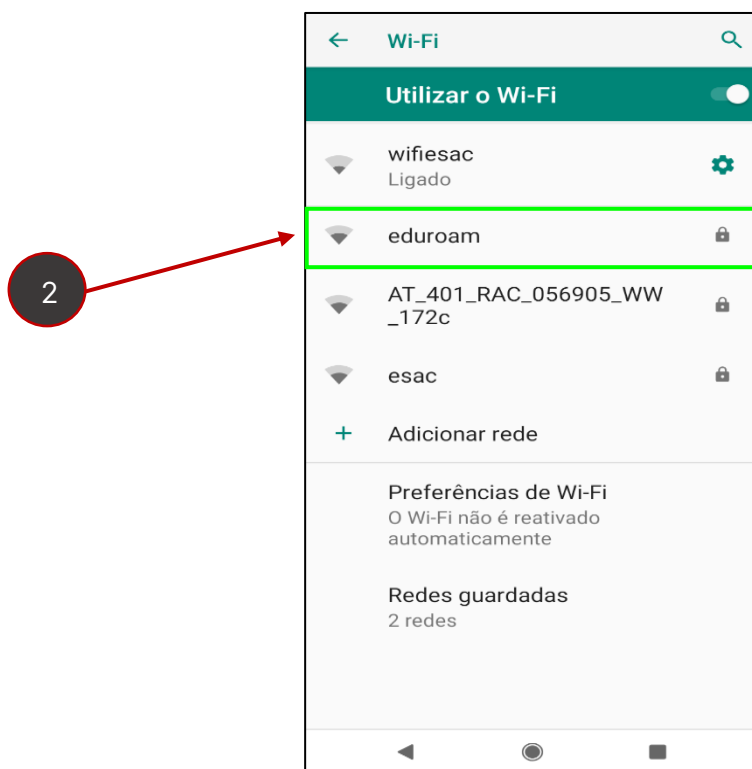 Wi-Fi
Utilizar o Wi-Fi
wifiesac
Ligado
2
eduroam
AT_401_RAC_056905_WW
_172c
esac
+ Adicionar rede
Preferências de Wi-Fi
O Wi-Fi não é reativado
automaticamente
Redes guardadas
2 redes